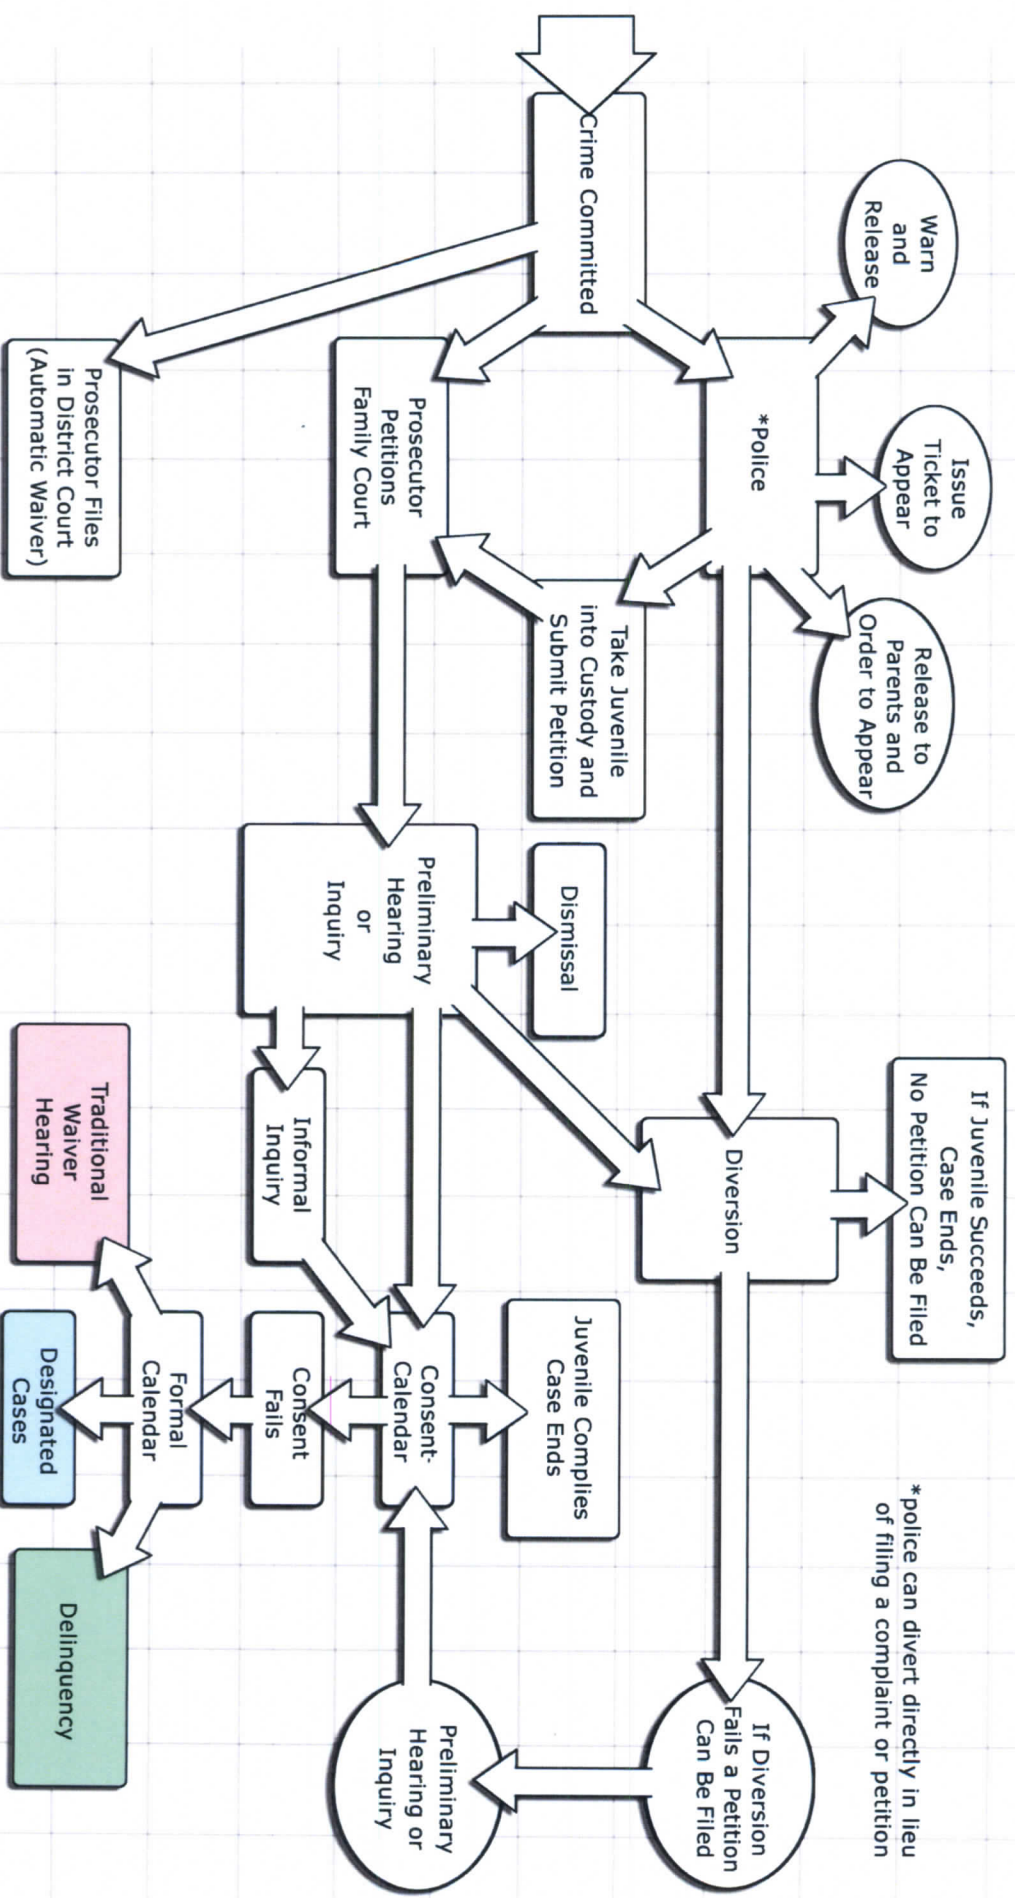 Warn
and
Release
Issue
Ticket to
Appear
Release to
Parents and
Order to Appear
If Juvenile Succeeds,
Case Ends,
No Petition Can Be Filed
*police can divert directly in lieu
of filing a complaint or petition
*Police
Diversion
If Diversion
Fails a Petition
Can Be Filed
Crime Committed
Take Juvenile
into Custody and
Submit Petition
Dismissal
Juvenile Complies
Case Ends
Prosecutor
Petitions
Family Court
Preliminary
Hearing
or
Inquiry
Consent-
Calendar
Preliminary
Hearing or
Inquiry
Informal
Inquiry
Consent
Fails
Formal
Calendar
Prosecutor Files
in District Court
(Automatic Waiver)
Traditional
Waiver
Hearing
Designated
Cases
Delinquency